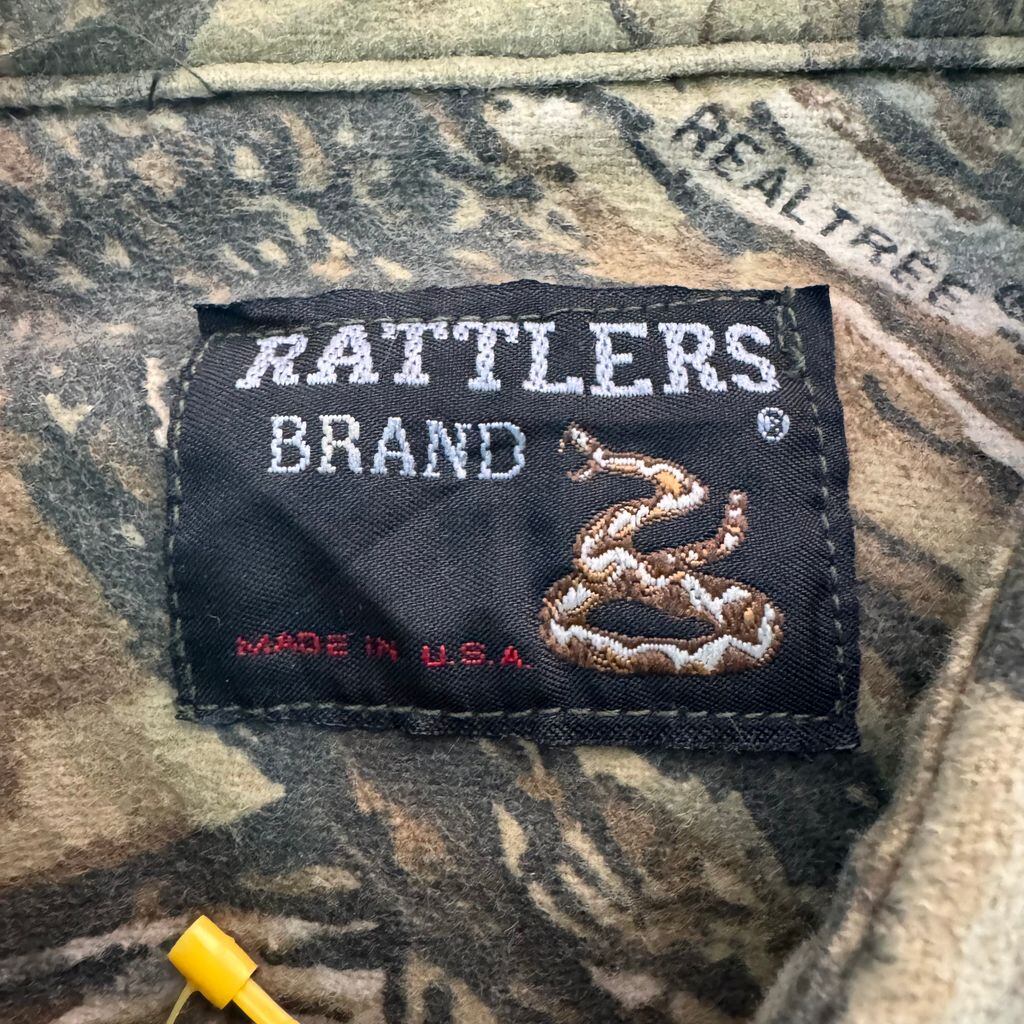 REALTREE
RATTLERS
BRAND ®
MADE IN U.S.A.